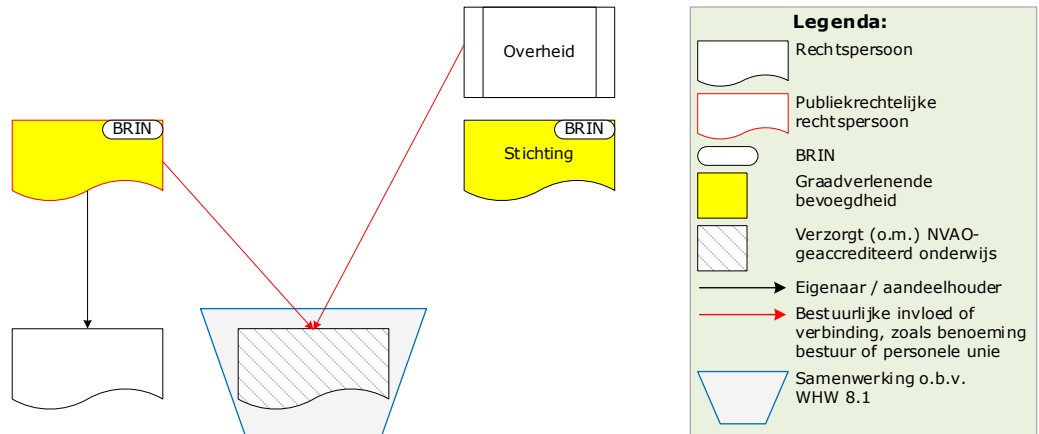 Overheid
BRIN
BRIN
Stichting
Legenda:
Rechtspersoon
Publiekrechtelijke
rechtspersoon
BRIN
Graadverlenende
bevoegdheid
Verzorgt (o.m.) NVAO-
geaccrediteerd onderwijs
Eigenaar / aandeelhouder
Bestuurlijke invloed of
verbinding, zoals benoeming
bestuur of personele unie
Samenwerking o.b.v.
WHW 8.1